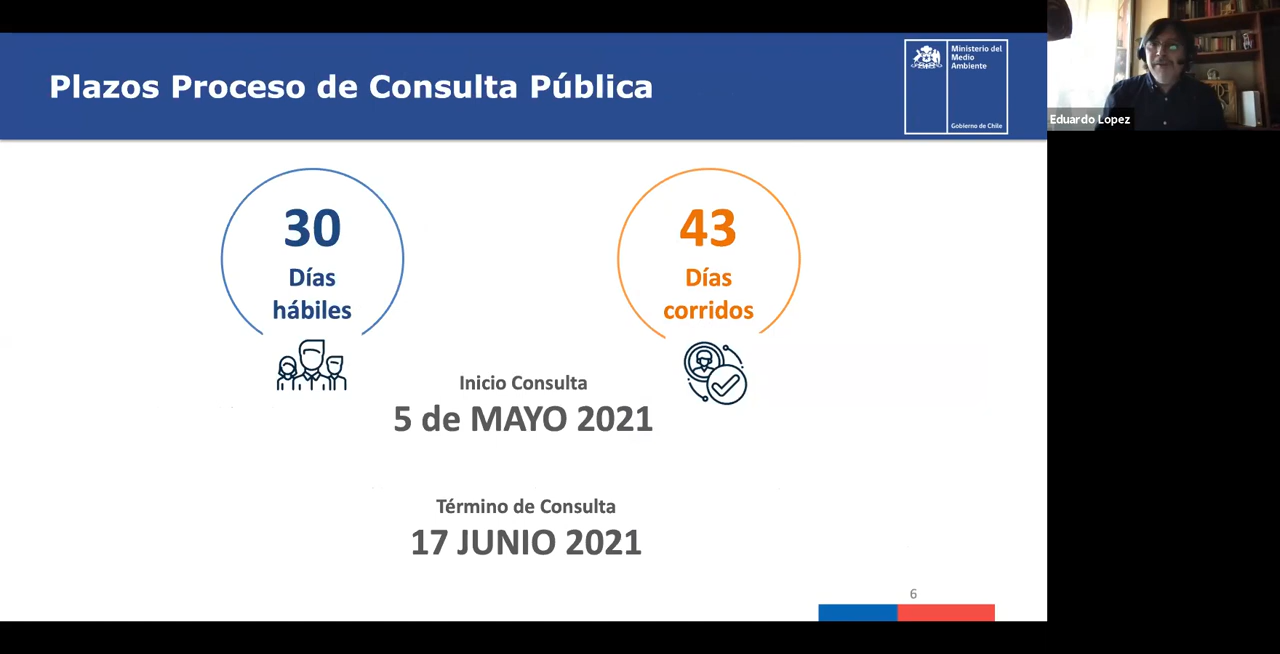 Plazos Proceso de Consulta Pública
Ministerio del
Medio
Ambiente
Gobierno de Chile
Eduardo Lopez
30
Días
hábiles
43
Días
corridos
Inicio Consulta
5 de MAYO 2021
Término de Consulta
17 JUNIO 2021
6